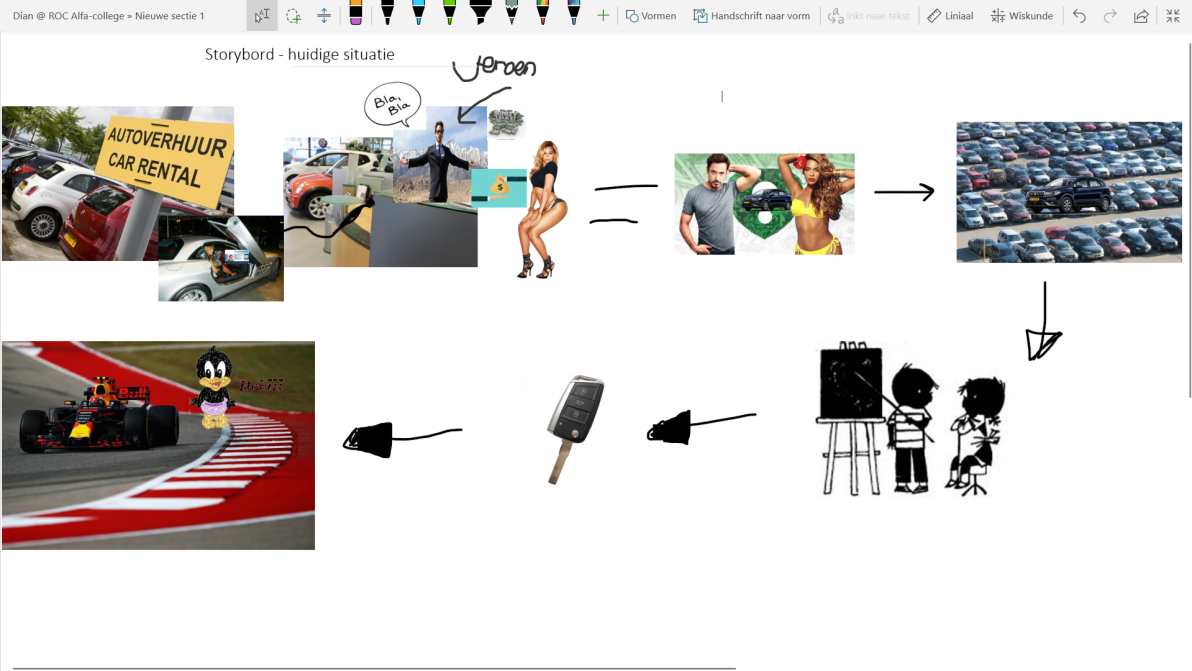 Dian @ ROC Alfa-college » Nieuwe sectie 1
Vormen
Handschrift naar vorm
Inkt naar tekst
Liniaal
Wiskunde
Storybord - huidige situatie
Jeroen
Bla,
Bla
AUTOVERHUUR
CAR RENTAL
$
Bull